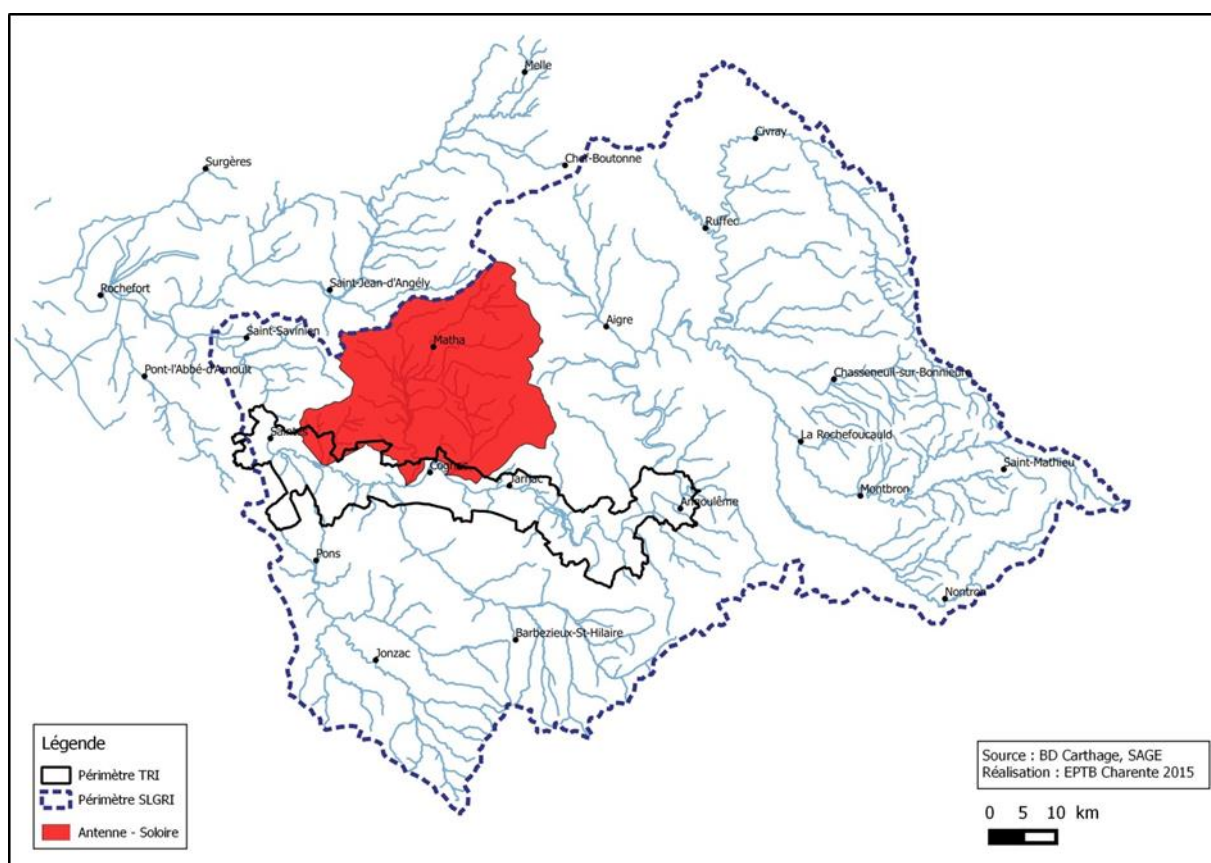 Melle
Civray
Chef-Boutonne
Surgères
Ruffec
Saint-Jean-d'Angély
Rochefort
Aigre
Saint-Savinien
Matha
Pont-l'Abbé-d'Arnoult
Chasseneuil-sur-Bonnieure
Saintes
La Rochefoucauld
Cognac
Saint-Mathieu
Jarnac
Montbron
Angoulême
Pons
Nontron
Barbezieux-St-Hilaire
Jonzac
Légende
Périmètre TRI
Périmètre SLGRI
Antenne - Soloire
Source : BD Carthage, SAGE
Réalisation : EPTB Charente 2015
0 5 10 km